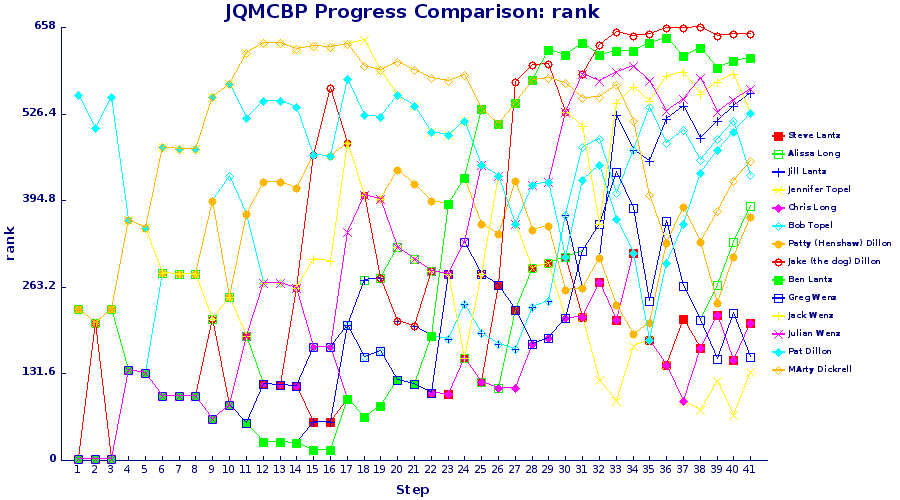 JQMCBP Progress Comparison: rank
658
526.4
394.8
263.2
131.6
0
rank
1 2 3 4 5 6 7 8 9 10 11 12 13 14 15 16 17 18 19 20 21 22 23 24 25 26 27 28 29 30 31 32 33 34 35 36 37 38 39 40 41
Step
Steve Lantz
Alissa Long
Jill Lantz
Jennifer Topel
Chris Long
Bob Topel
Patty (Henshaw) Dillon
Jake (the dog) Dillon
Ben Lantz
Greg Wenz
Jack Wenz
Julian Wenz
Pat Dillon
MArty Dickrell